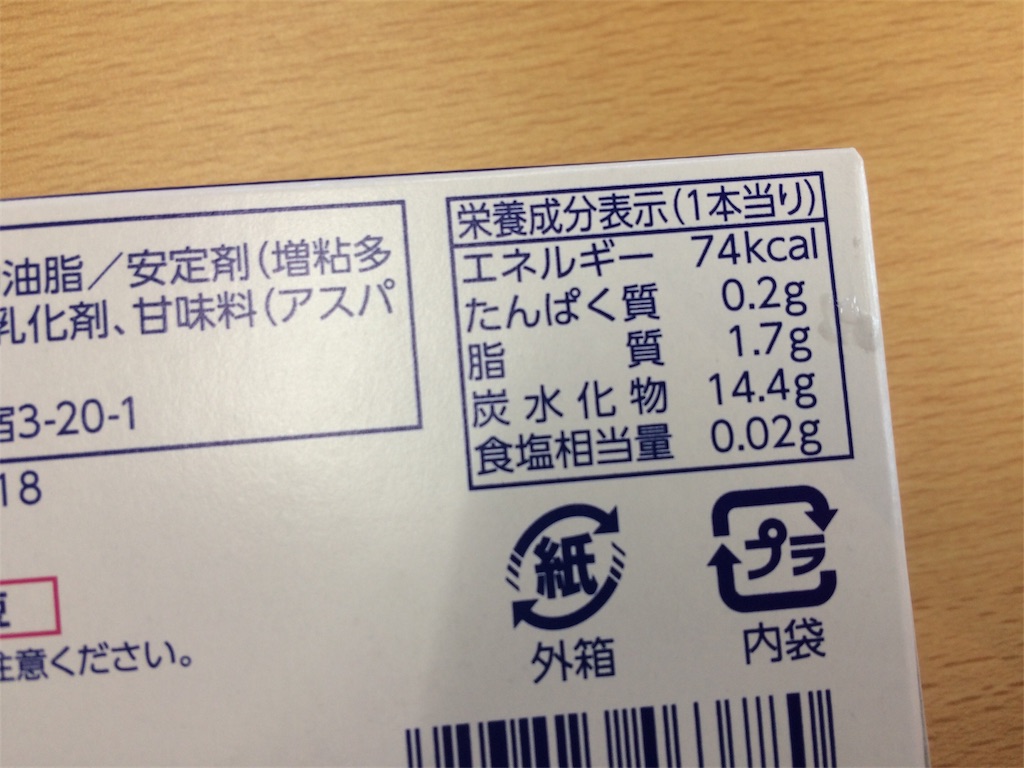 油脂／安定剤(増粘多
乳化剤、甘味料(アスパ
3-20-1
18
注意ください。
栄養成分表示(1本当り)
エネルギー 74kcal
たんぱく質 0.2g
脂質 1.7g
炭水化物 14.4g
食塩相当量 0.02g
紙
外箱
プラ
内袋